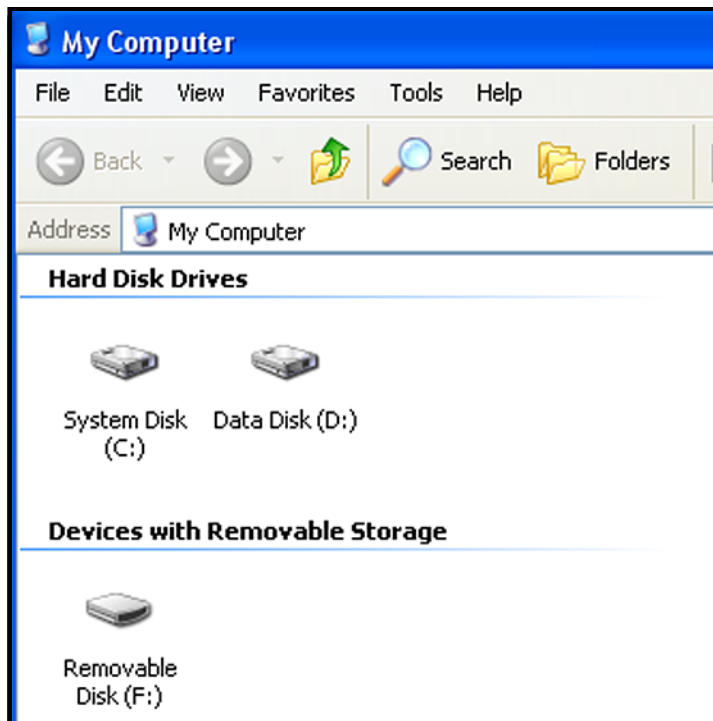 My Computer
File Edit View Favorites Tools Help
Back Search Folders
Address My Computer
Hard Disk Drives
System Disk Data Disk (D:)
(C:)
Devices with Removable Storage
Removable
Disk (F:)